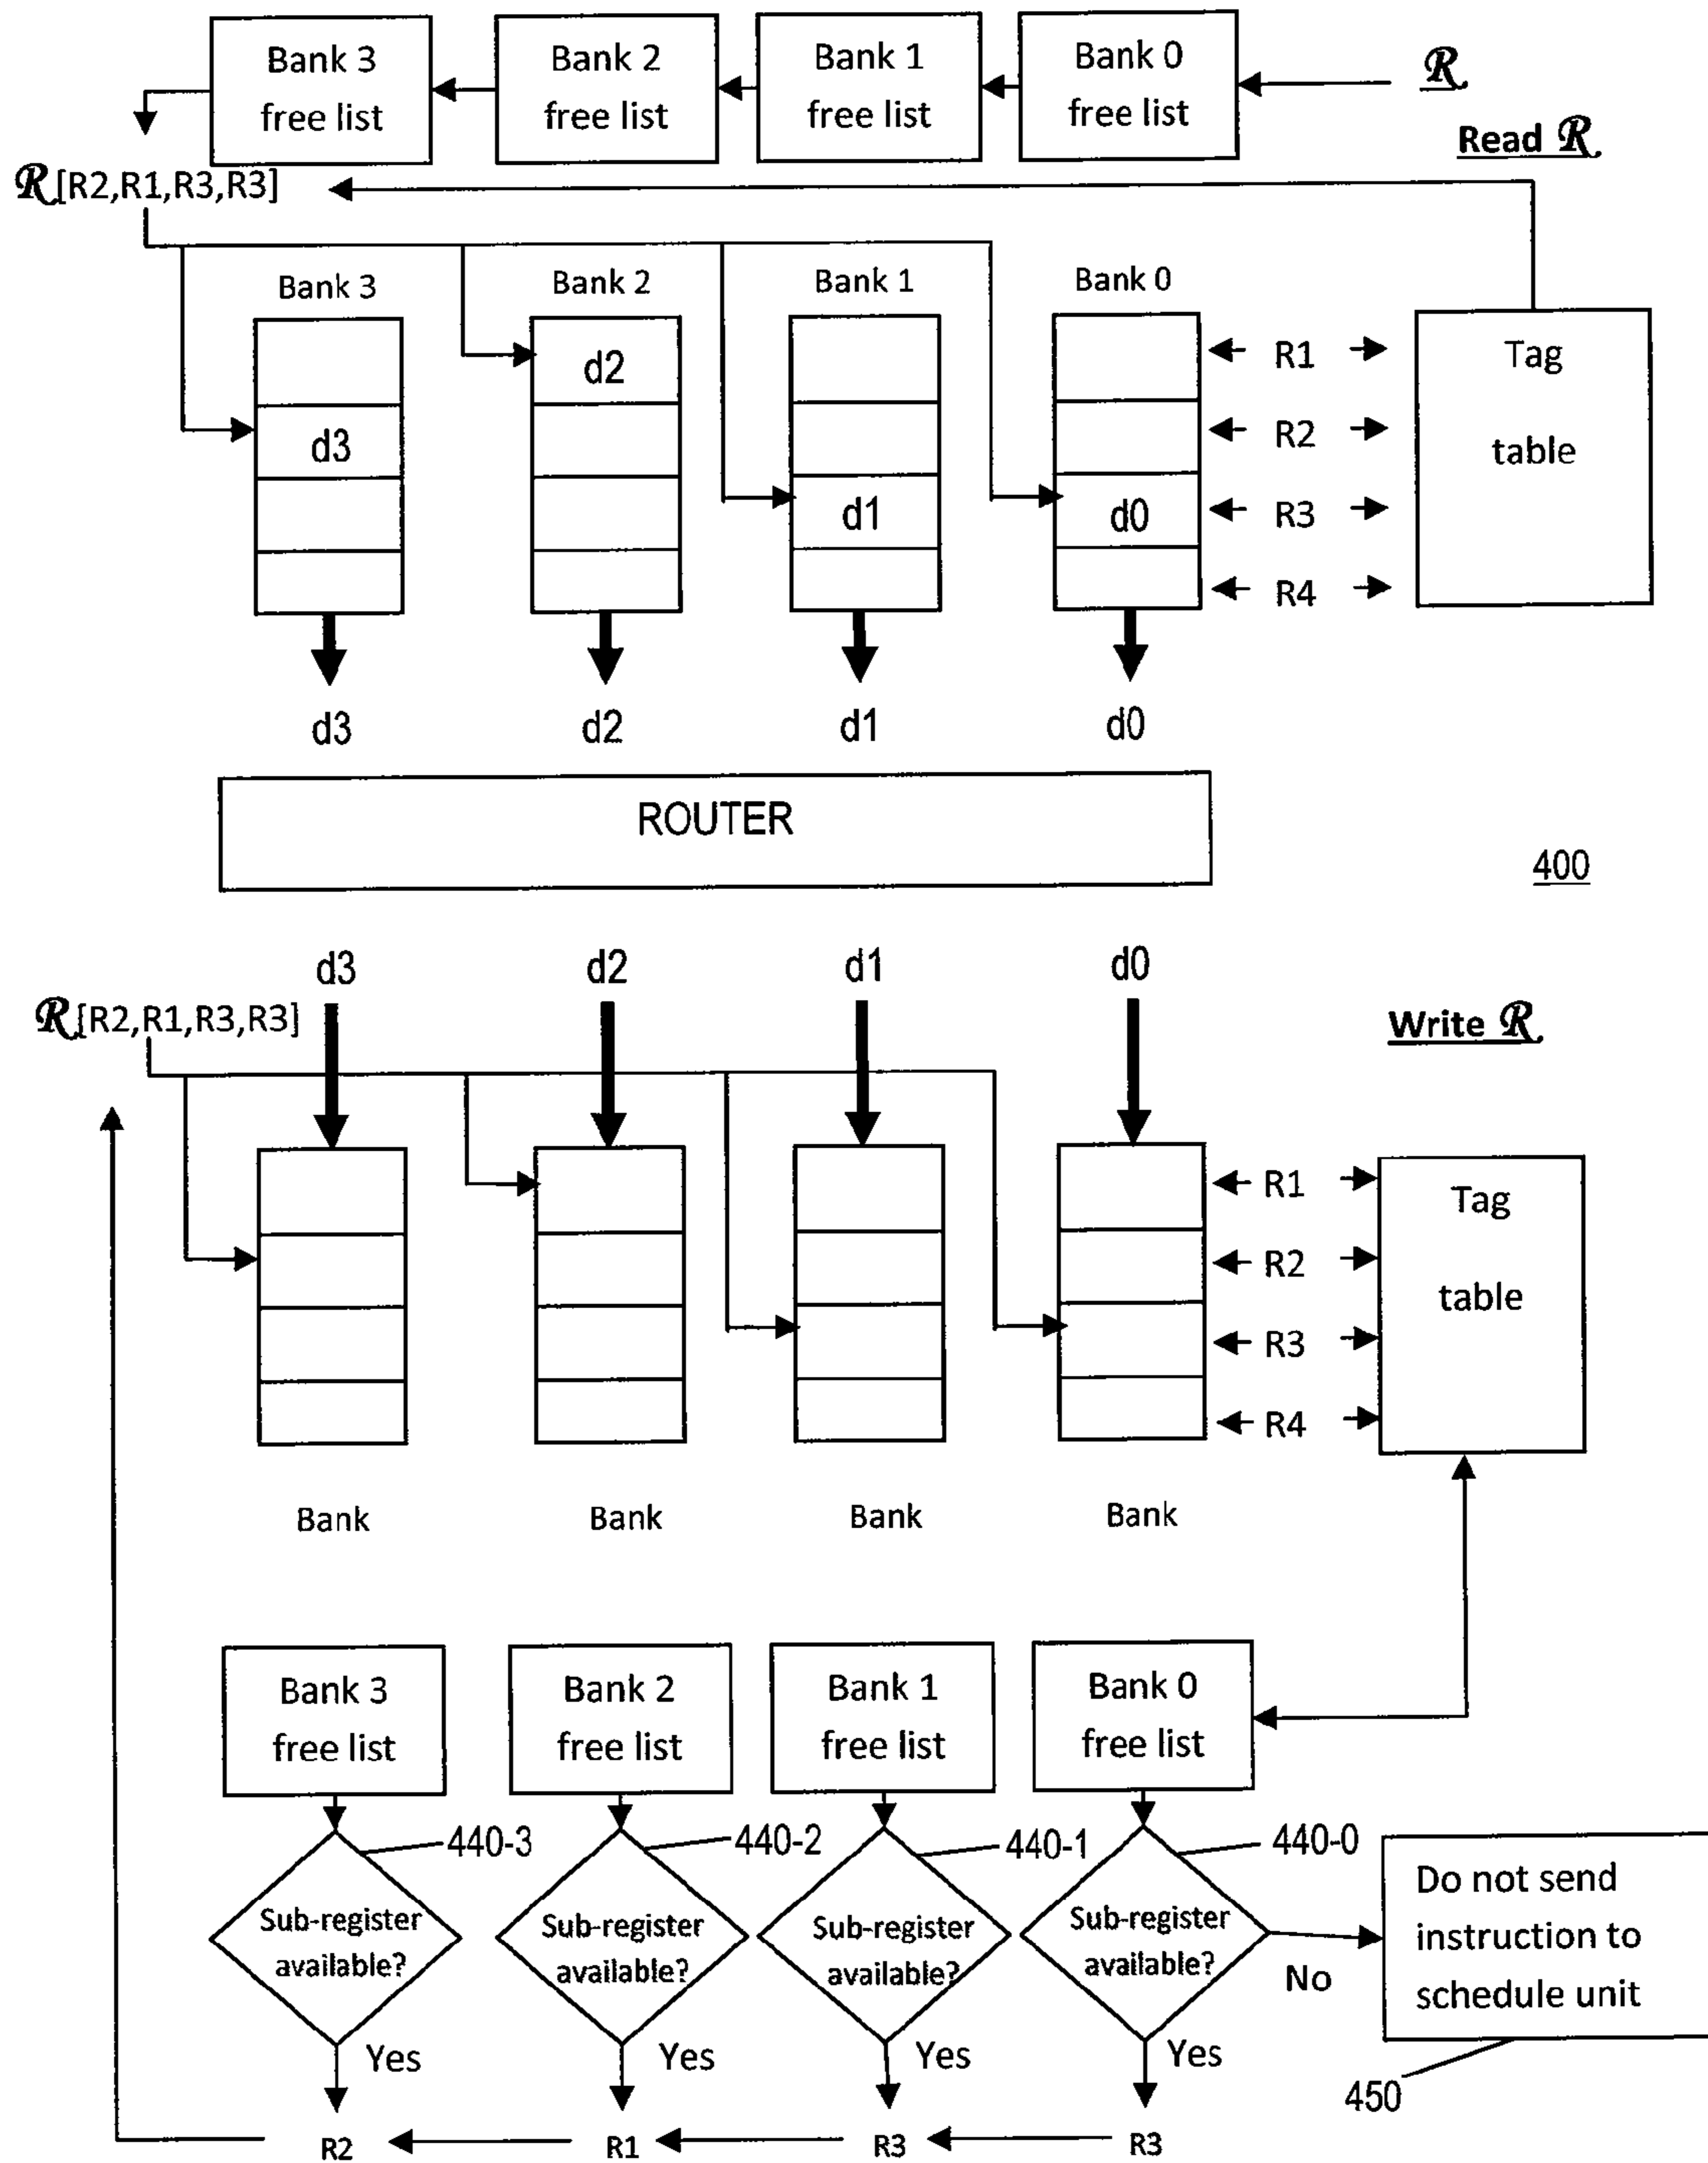 Bank 3
free list
Bank 2
free list
Bank 1
free list
Bank 0
free list
ℛ
Read ℛ
ℛ[R2,R1,R3,R3]
Bank 3
Bank 2
Bank 1
Bank 0
d3
d2
d1
d0
R1
R2
R3
R4
Tag
table
d3
d2
d1
d0
ROUTER
400
d3
d2
d1
d0
ℛ[R2,R1,R3,R3]
Write ℛ
R1
R2
R3
R4
Tag
table
Bank
Bank
Bank
Bank
Bank 3
free list
Bank 2
free list
Bank 1
free list
Bank 0
free list
440-3
440-2
440-1
440-0
Sub-register
available?
Sub-register
available?
Sub-register
available?
Sub-register
available?
No
Do not send
instruction to
schedule unit
450
Yes
Yes
Yes
Yes
R2
R1
R3
R3